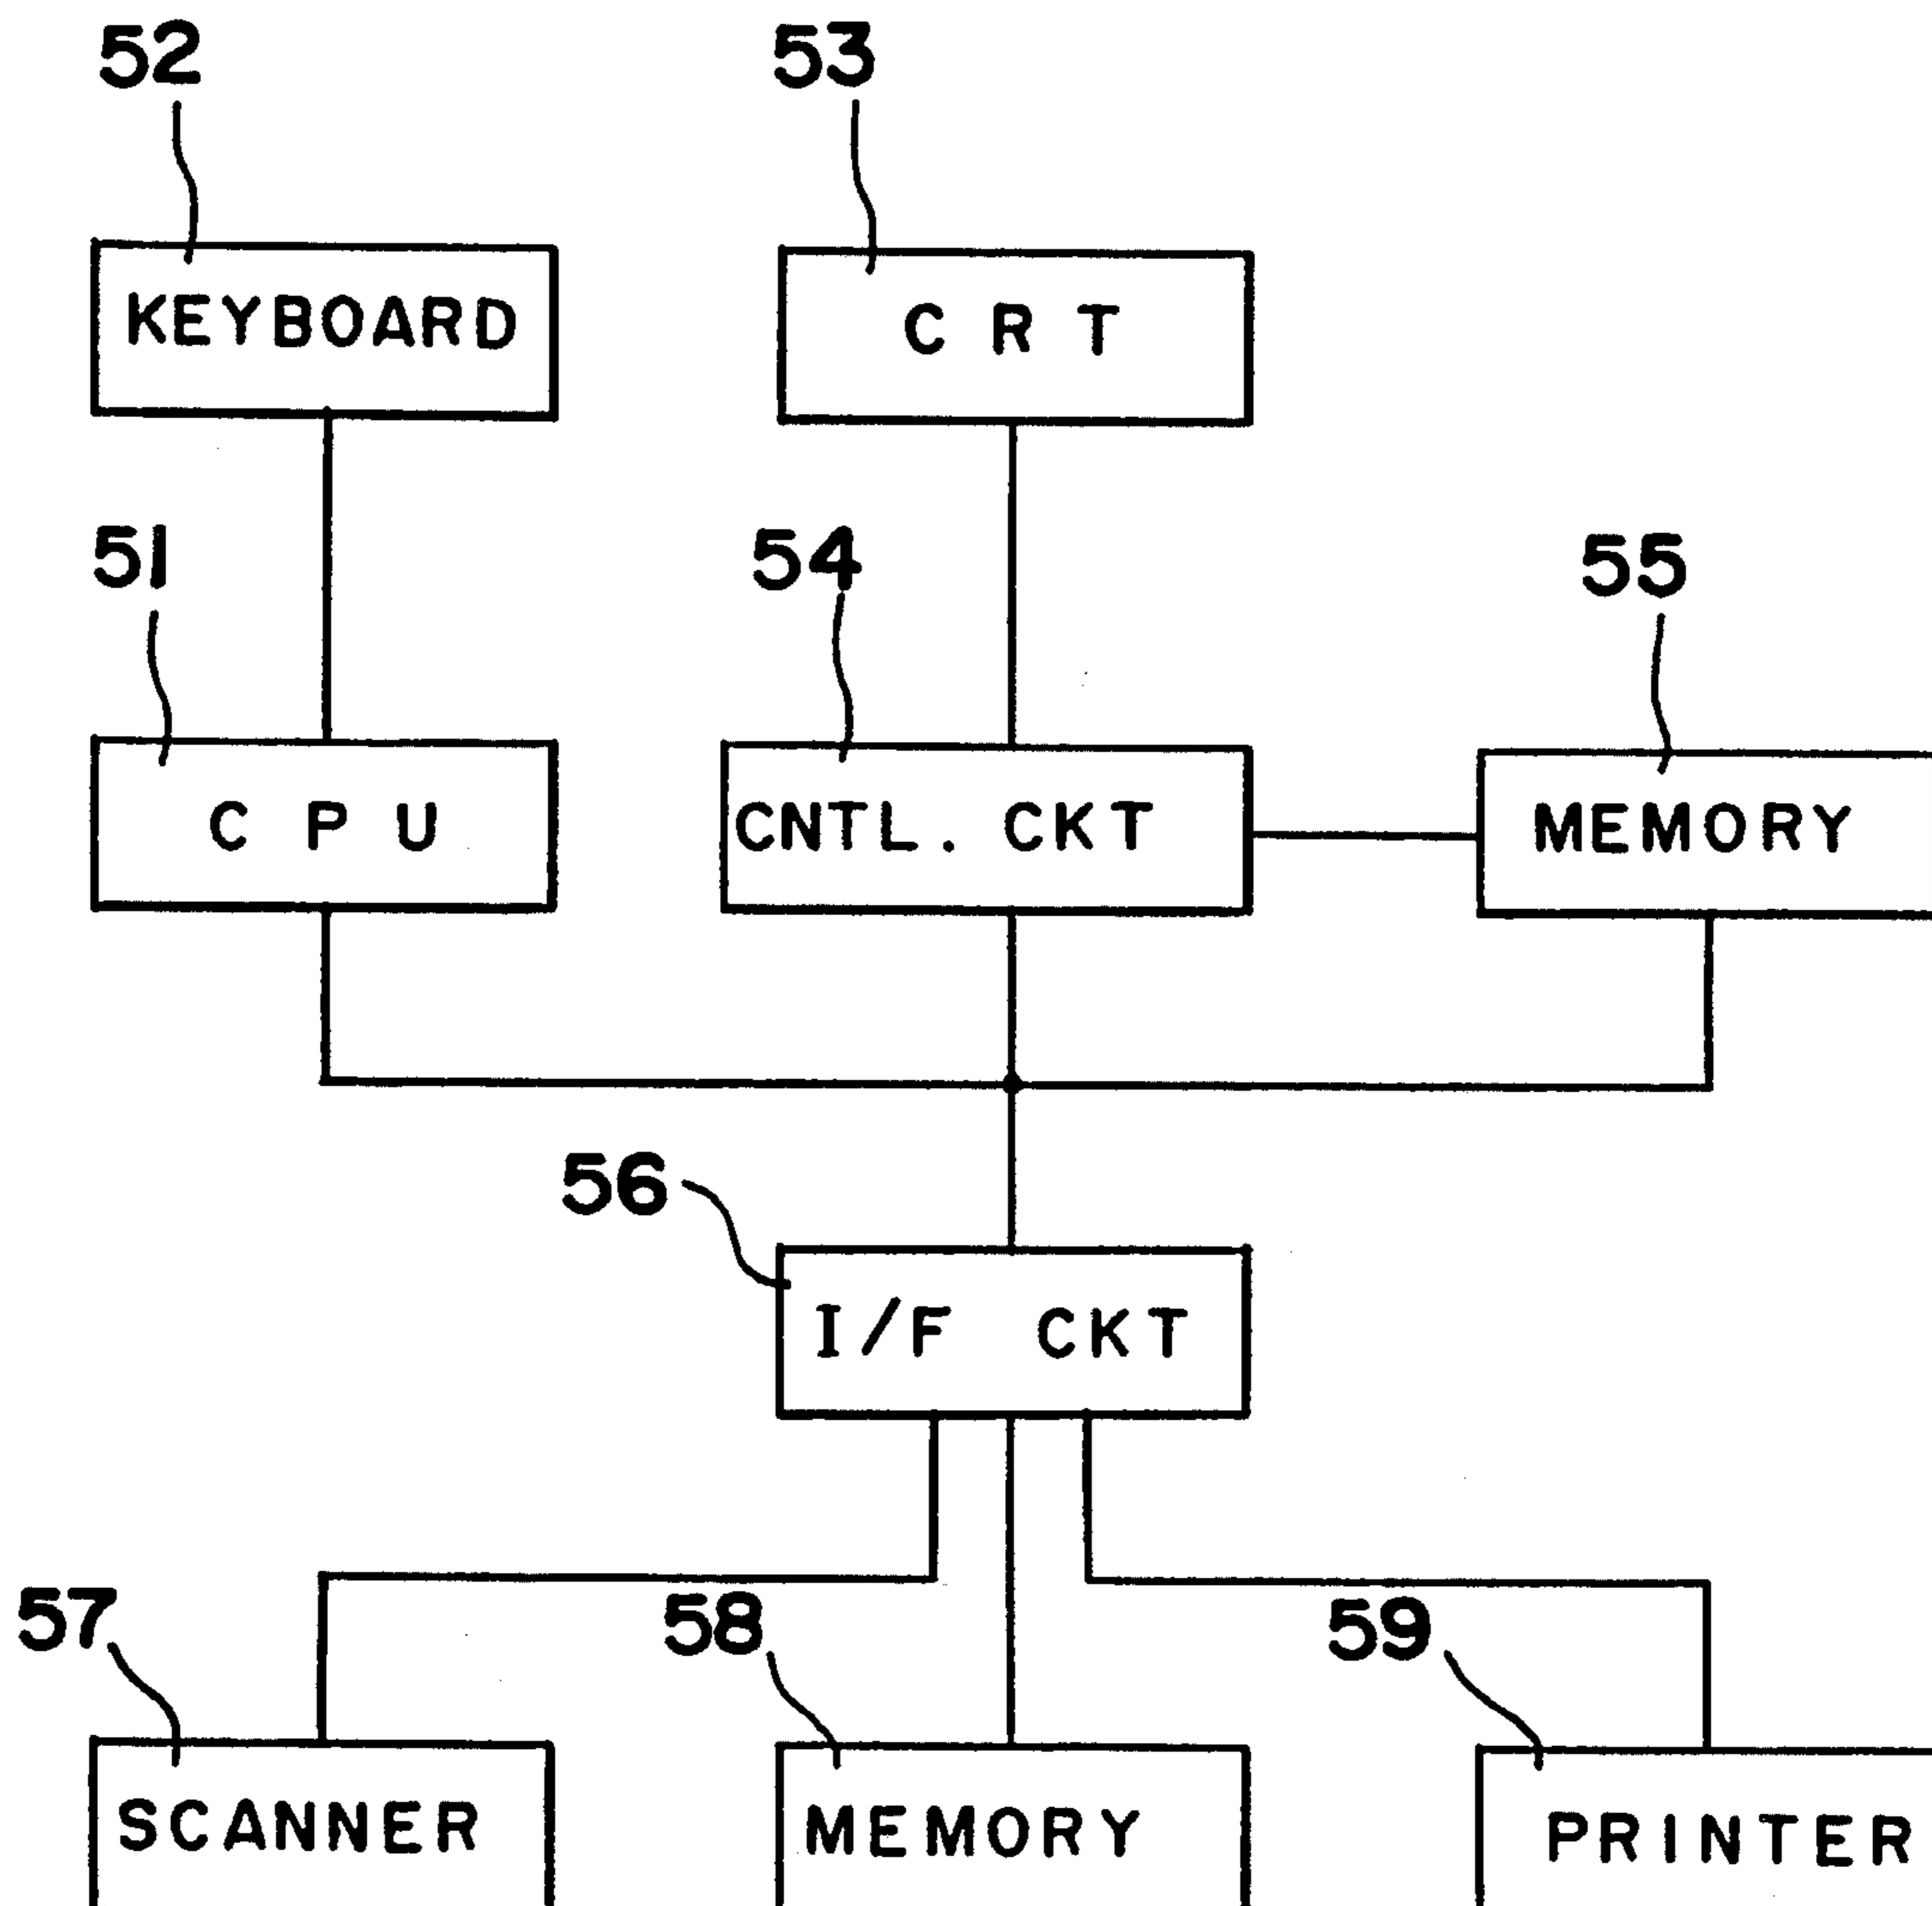 52
53
KEYBOARD
C R T
51
54
55
C P U
CNTL. CKT
MEMORY
56
I/F CKT
57
58
59
SCANNER
MEMORY
PRINTER